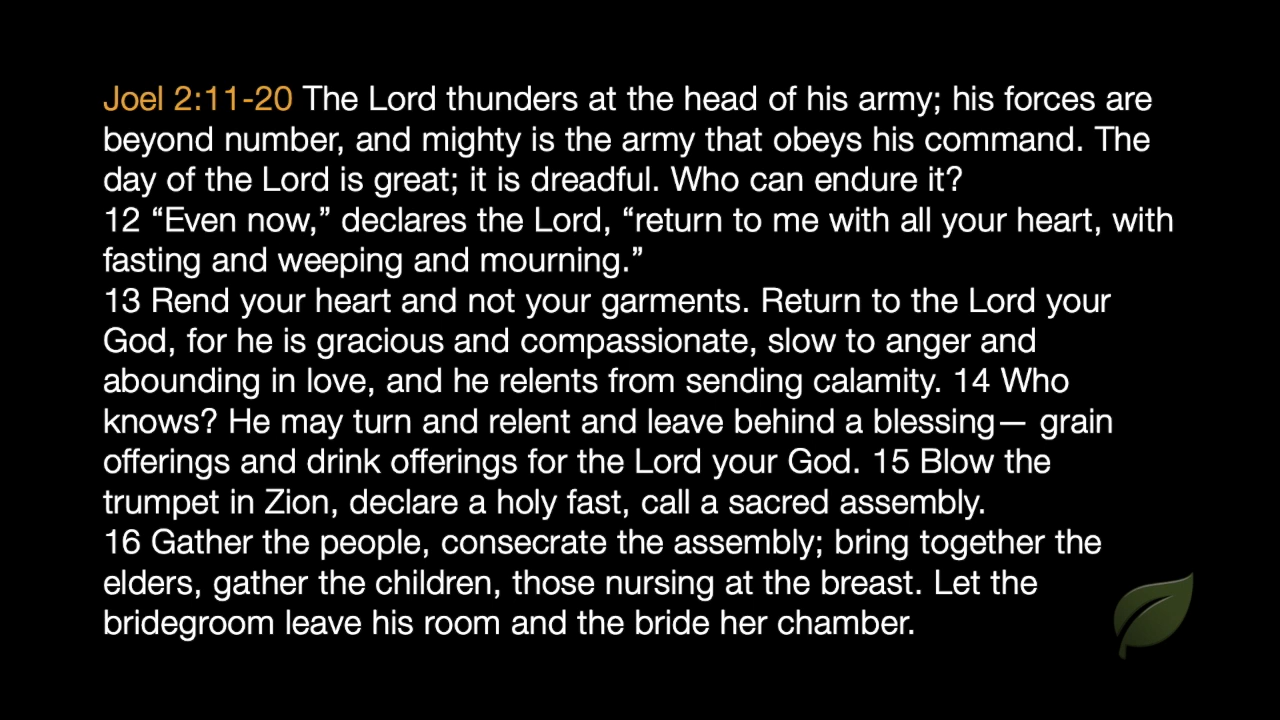 Joel 2:11-20 The Lord thunders at the head of his army; his forces are
beyond number, and mighty is the army that obeys his command. The
day of the Lord is great; it is dreadful. Who can endure it?
12 “Even now,” declares the Lord, “return to me with all your heart, with
fasting and weeping and mourning.”
13 Rend your heart and not your garments. Return to the Lord your
God, for he is gracious and compassionate, slow to anger and
abounding in love, and he relents from sending calamity. 14 Who
knows? He may turn and relent and leave behind a blessing— grain
offerings and drink offerings for the Lord your God. 15 Blow the
trumpet in Zion, declare a holy fast, call a sacred assembly.
16 Gather the people, consecrate the assembly; bring together the
elders, gather the children, those nursing at the breast. Let the
bridegroom leave his room and the bride her chamber.